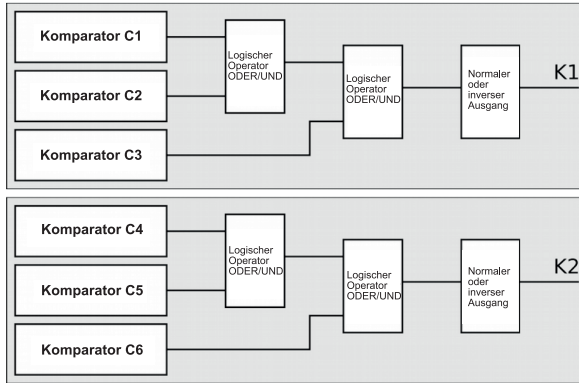 Komparator C1
Komparator C2
Komparator C3
Logischer
Operator
ODER/UND
Logischer
Operator
ODER/UND
Normaler
oder
inverser
Ausgang
K1
Komparator C4
Komparator C5
Komparator C6
Logischer
Operator
ODER/UND
Logischer
Operator
ODER/UND
Normaler
oder
inverser
Ausgang
K2